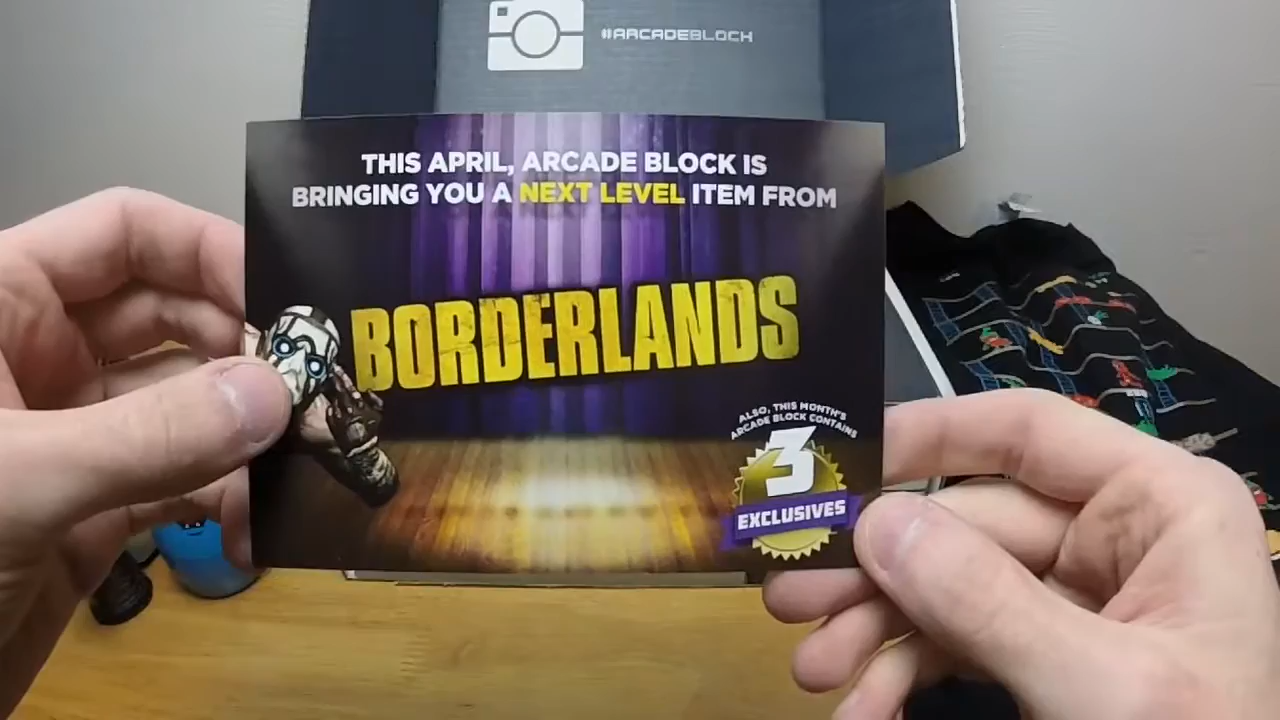 #ARCADEBLOCK
THIS APRIL, ARCADE BLOCK IS
BRINGING YOU A NEXT LEVEL ITEM FROM
BORDERLANDS
ALSO, THIS MONTH'S
ARCADE BLOCK CONTAINS
3
EXCLUSIVES